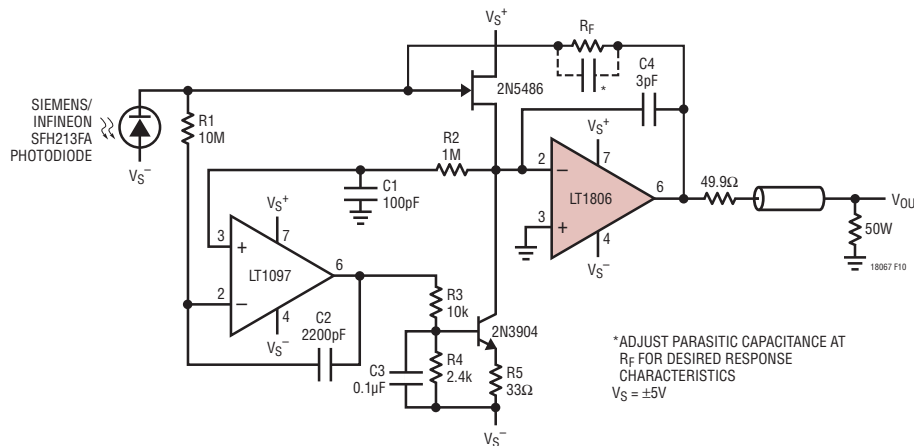 VS+
RF
C4
3pF
*
2N5486
SIEMENS/
INFINEON
SFH213FA
PHOTODIODE
VS−
R1
10M
R2
1M
VS+
2
−
7
LT1806
6
49.9Ω
VOU
3
+
4
VS−
50W
18067 F10
C1
100pF
VS+
3
+
7
LT1097
6
2
−
4
VS−
C2
2200pF
R3
10k
2N3904
C3
0.1µF
R4
2.4k
R5
33Ω
VS−
*ADJUST PARASITIC CAPACITANCE AT
RF FOR DESIRED RESPONSE
CHARACTERISTICS
VS = ±5V